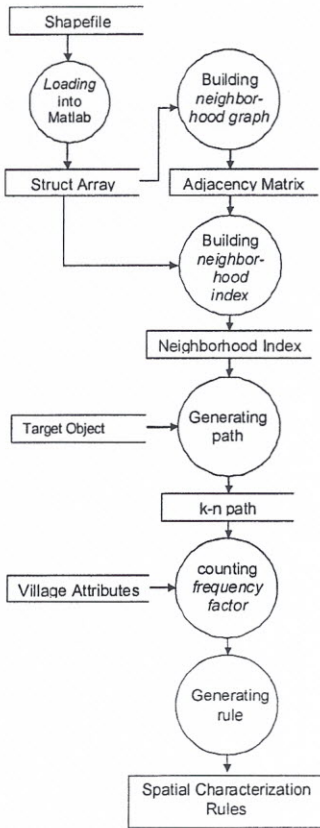 Shapefile
Loading
into
Matlab
Building
neighbor-
hood graph
Struct Array
Adjacency Matrix
Building
neighbor-
hood
index
Neighborhood Index
Target Object
Generating
path
k-n path
Village Attributes
counting
frequency
factor
Generating
rule
Spatial Characterization
Rules